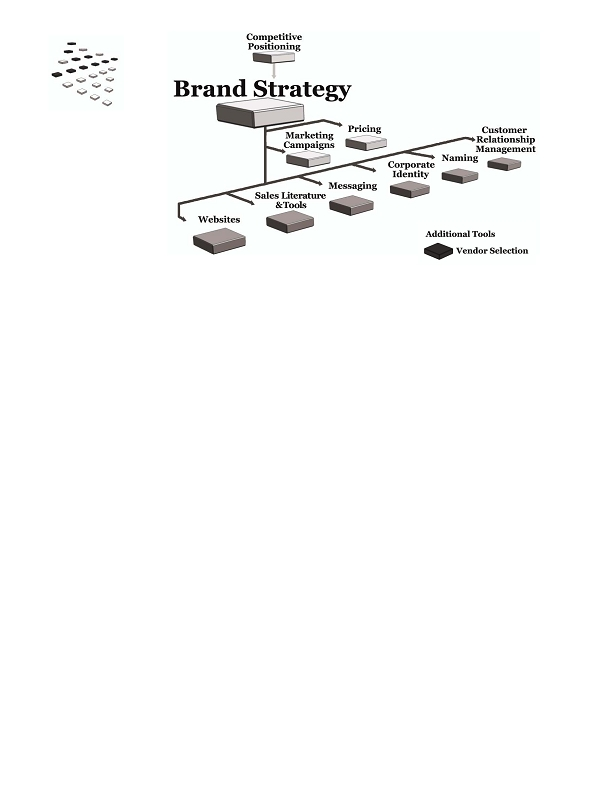 Competitive
Positioning
Brand Strategy
Pricing
Marketing
Campaigns
Customer
Relationship
Management
Naming
Corporate
Identity
Messaging
Sales Literature
&Tools
Websites
Additional Tools
Vendor Selection